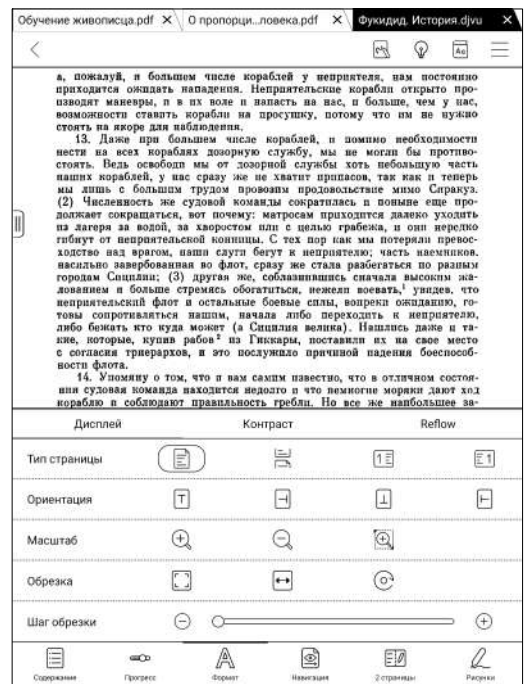 Обучение живописца.pdf ✕ О пропорци...ловека.pdf ✕ Фукидид. История.djvu ✕
Aa
а, пожалуй, и большем числе кораблей у неприятеля, нам постоянно
приходится ожидать нападения. Неприятельские корабли открыто про-
изводят маневры, и в их воле и напасть на нас, и больше, чем у нас,
возможности ставить корабли на просушку, потому что им не нужно
стоять на якоре для наблюдения.
13. Даже при большем числе кораблей, и помимо необходимости
нести на всех кораблях дозорную службу, мы не могли бы противо-
стоять. Ведь освободи мы от дозорной службы хоть небольшую часть
наших кораблей, у нас сразу же не хватит припасов, так как и теперь
мы лишь с большим трудом провозим продовольствие мимо Сиракуз.
(2) Численность же судовой команды сократилась и поныне еще про-
должает сокращаться, вот почему: матросам приходится далеко уходить
из лагеря за водой, за хворостом или с целью грабежа, и они нередко
гибнут от неприятельской конницы. С тех пор как мы потеряли превос-
ходство над врагом, наши слуги бегут к неприятелю; часть наемников,
насильно завербованная во флот, сразу же стала разбегаться по разным
городам Сицилии; (3) другая же, соблазнившись сначала высоким жа-
лованием и больше стремясь обогатиться, нежели воевать,¹ увидев, что
неприятельский флот и остальные боевые силы, вопреки ожиданию, го-
товы сопротивляться нашим, начала либо переходить к неприятелю,
либо бежать кто куда может (а Сицилия велика). Нашлись даже и та-
кие, которые, купив рабов² из Гиккары, поставили их на свое место
с согласия триерархов, и это послужило причиной падения боеспособ-
ности флота.
14. Упомяну о том, что и вам самим известно, что в отличном состоя-
нии судовая команда находится недолго и что немногие моряки дают ход
кораблю и соблюдают правильность гребли. Но все же наибольшее за-
Дисплей Контраст Reflow
Тип страницы 1 1
Ориентация T T T T
Масштаб
Обрезка
Шаг обрезки
Содержание Прогресс Формат Навигация 2 страницы Рисунки